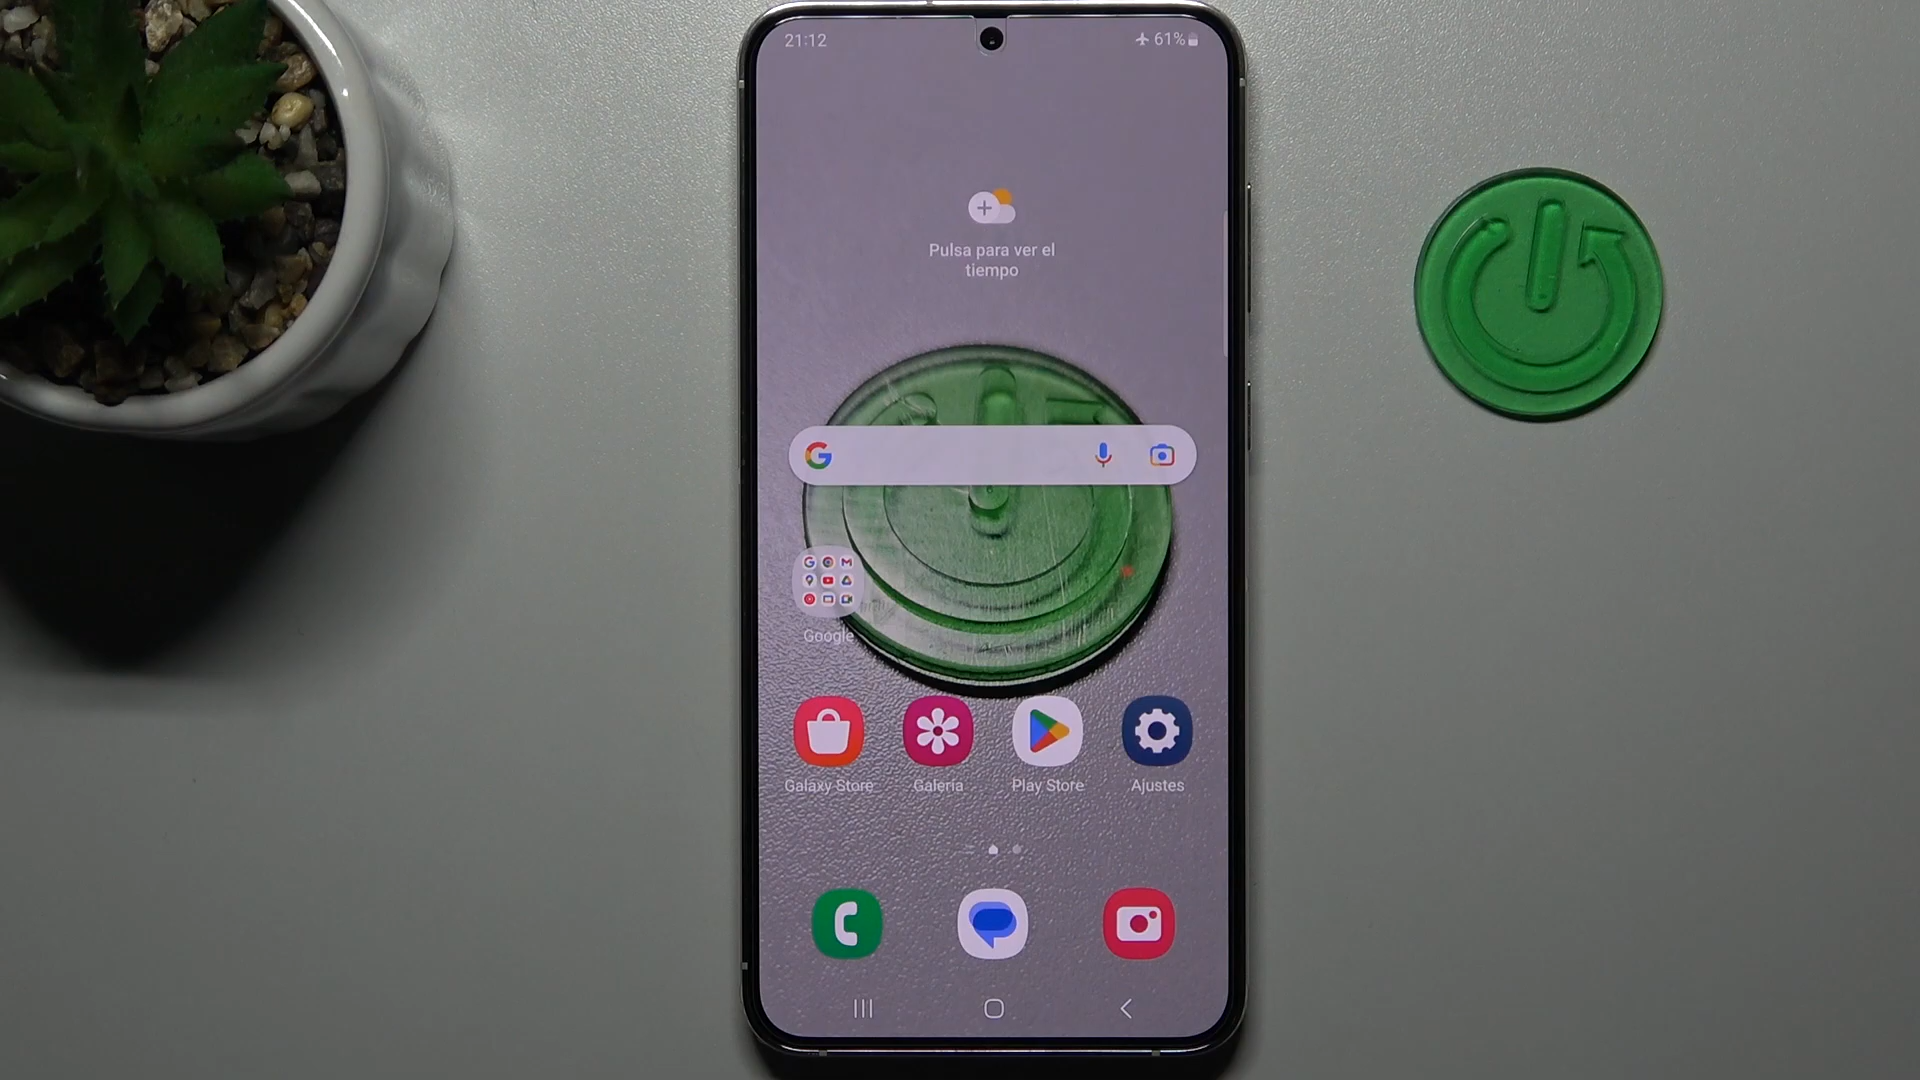 21:12
61%
Pulsa para ver el
tiempo
Google
Galaxy Store
Galería
Play Store
Ajustes